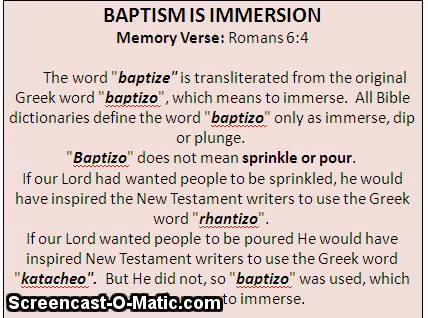 BAPTISM IS IMMERSION
Memory Verse: Romans 6:4
The word "baptize" is transliterated from the original
Greek word "baptizo", which means to immerse. All Bible
dictionaries define the word "baptizo" only as immerse, dip
or plunge.
"Baptizo" does not mean sprinkle or pour.
If our Lord had wanted people to be sprinkled, he would
have inspired the New Testament writers to use the Greek
word "rhantizo".
If our Lord wanted people to be poured He would have
inspired New Testament writers to use the Greek word
"katacheo". But He did not, so "baptizo" was used, which
Screencast-O-Matic.com to immerse.